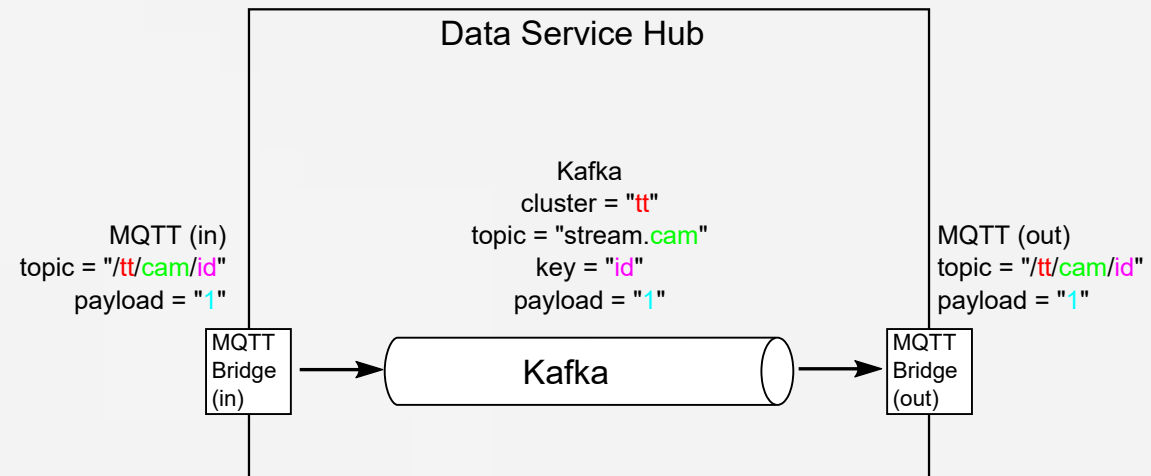 Data Service Hub
Kafka
cluster = "tt"
topic = "stream.cam"
key = "id"
payload = "1"
MQTT (in)
topic = "/tt/cam/id"
payload = "1"
MQTT (out)
topic = "/tt/cam/id"
payload = "1"
MQTT
Bridge
(in)
Kafka
MQTT
Bridge
(out)